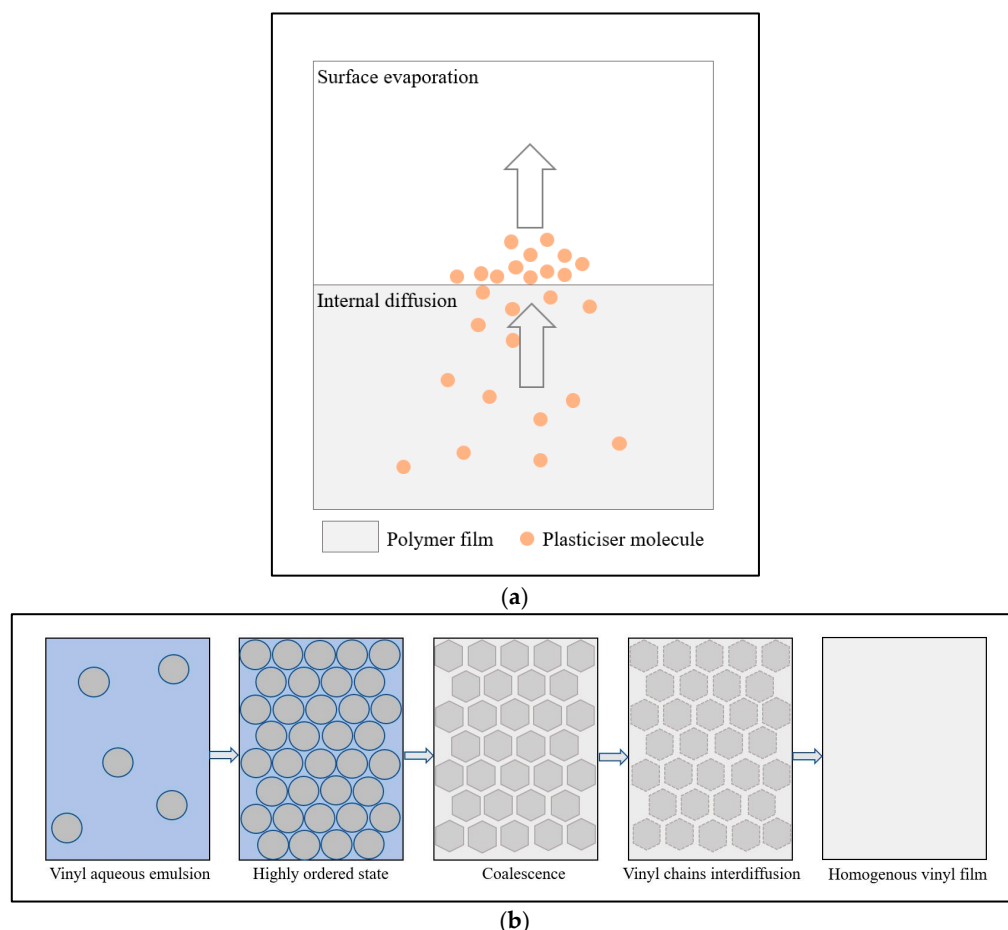 Surface evaporation
Internal diffusion
Polymer film
Plasticiser molecule
(a)
Vinyl aqueous emulsion
Highly ordered state
Coalescence
Vinyl chains interdiffusion
Homogenous vinyl film
(b)